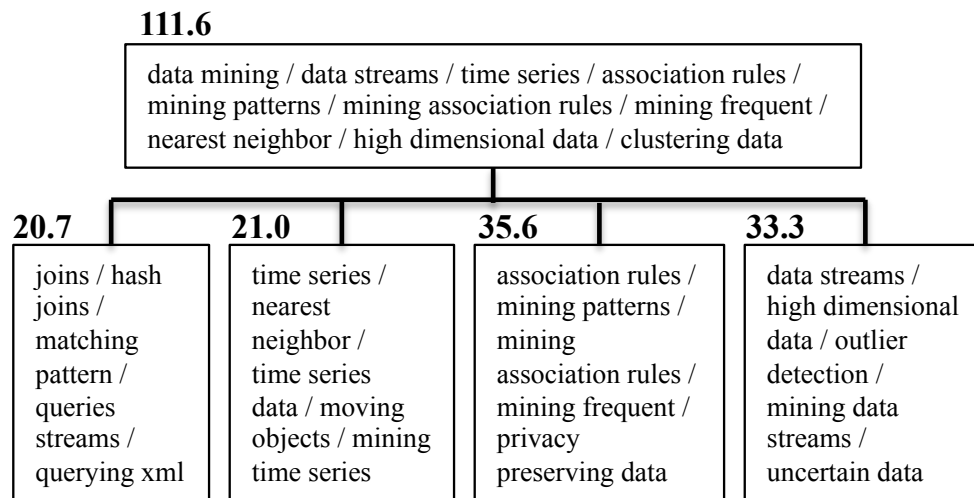 111.6
data mining / data streams / time series / association rules /
mining patterns / mining association rules / mining frequent /
nearest neighbor / high dimensional data / clustering data
20.7
joins / hash
joins /
matching
pattern /
queries
streams /
querying xml
21.0
time series /
nearest
neighbor /
time series
data / moving
objects / mining
time series
35.6
association rules /
mining patterns /
mining
association rules /
mining frequent /
privacy
preserving data
33.3
data streams /
high dimensional
data / outlier
detection /
mining data
streams /
uncertain data